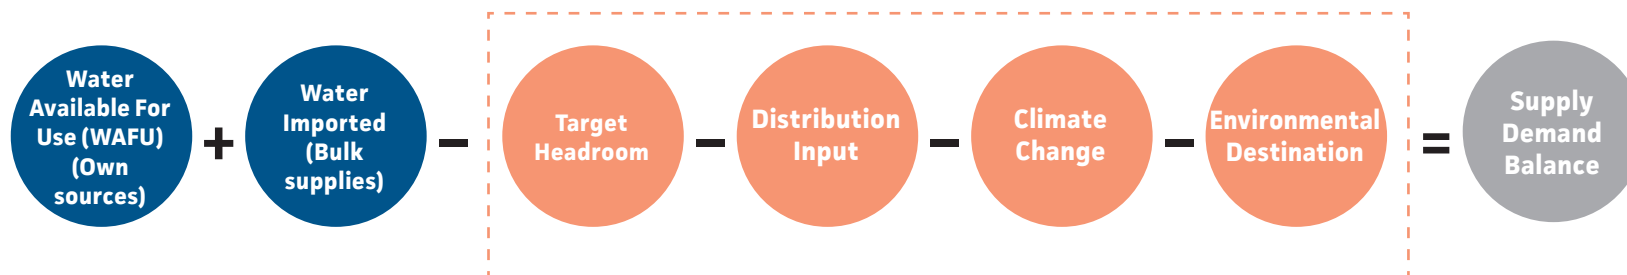 Water
Available For
Use (WAFU)
(Own
sources)
+
Water
Imported
(Bulk
supplies)
–
Target
Headroom
–
Distribution
Input
–
Climate
Change
–
Environmental
Destination
=
Supply
Demand
Balance